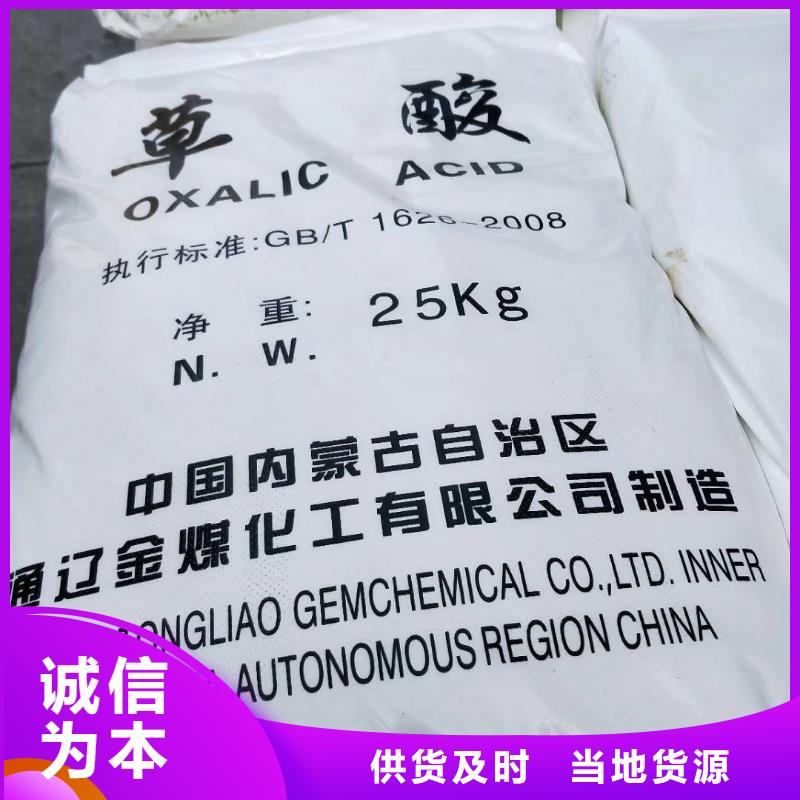 草 酸
OXALIC ACID
执行标准:GB/T 1626-2008
净 重: 25Kg
N. W.
中国内蒙古自治区
通辽金煤化工有限公司制造
GEMCHEMICAL CO.,LTD. INNER
AUTONOMOUS REGION CHINA
诚信
为本
供货及时 当地货源